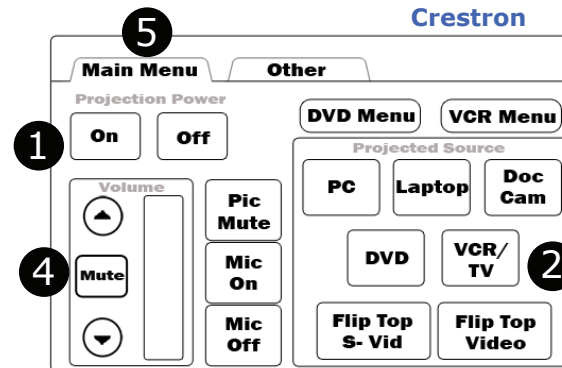 Crestron
5
Main Menu
Other
Projection Power
DVD Menu
VCR Menu
1
On
Off
Projected Source
PC
Laptop
Doc
Cam
Volume
Pic
Mute
4
Mute
Mic
On
DVD
VCR/
TV
2
Mic
Off
Flip Top
S- Vid
Flip Top
Video